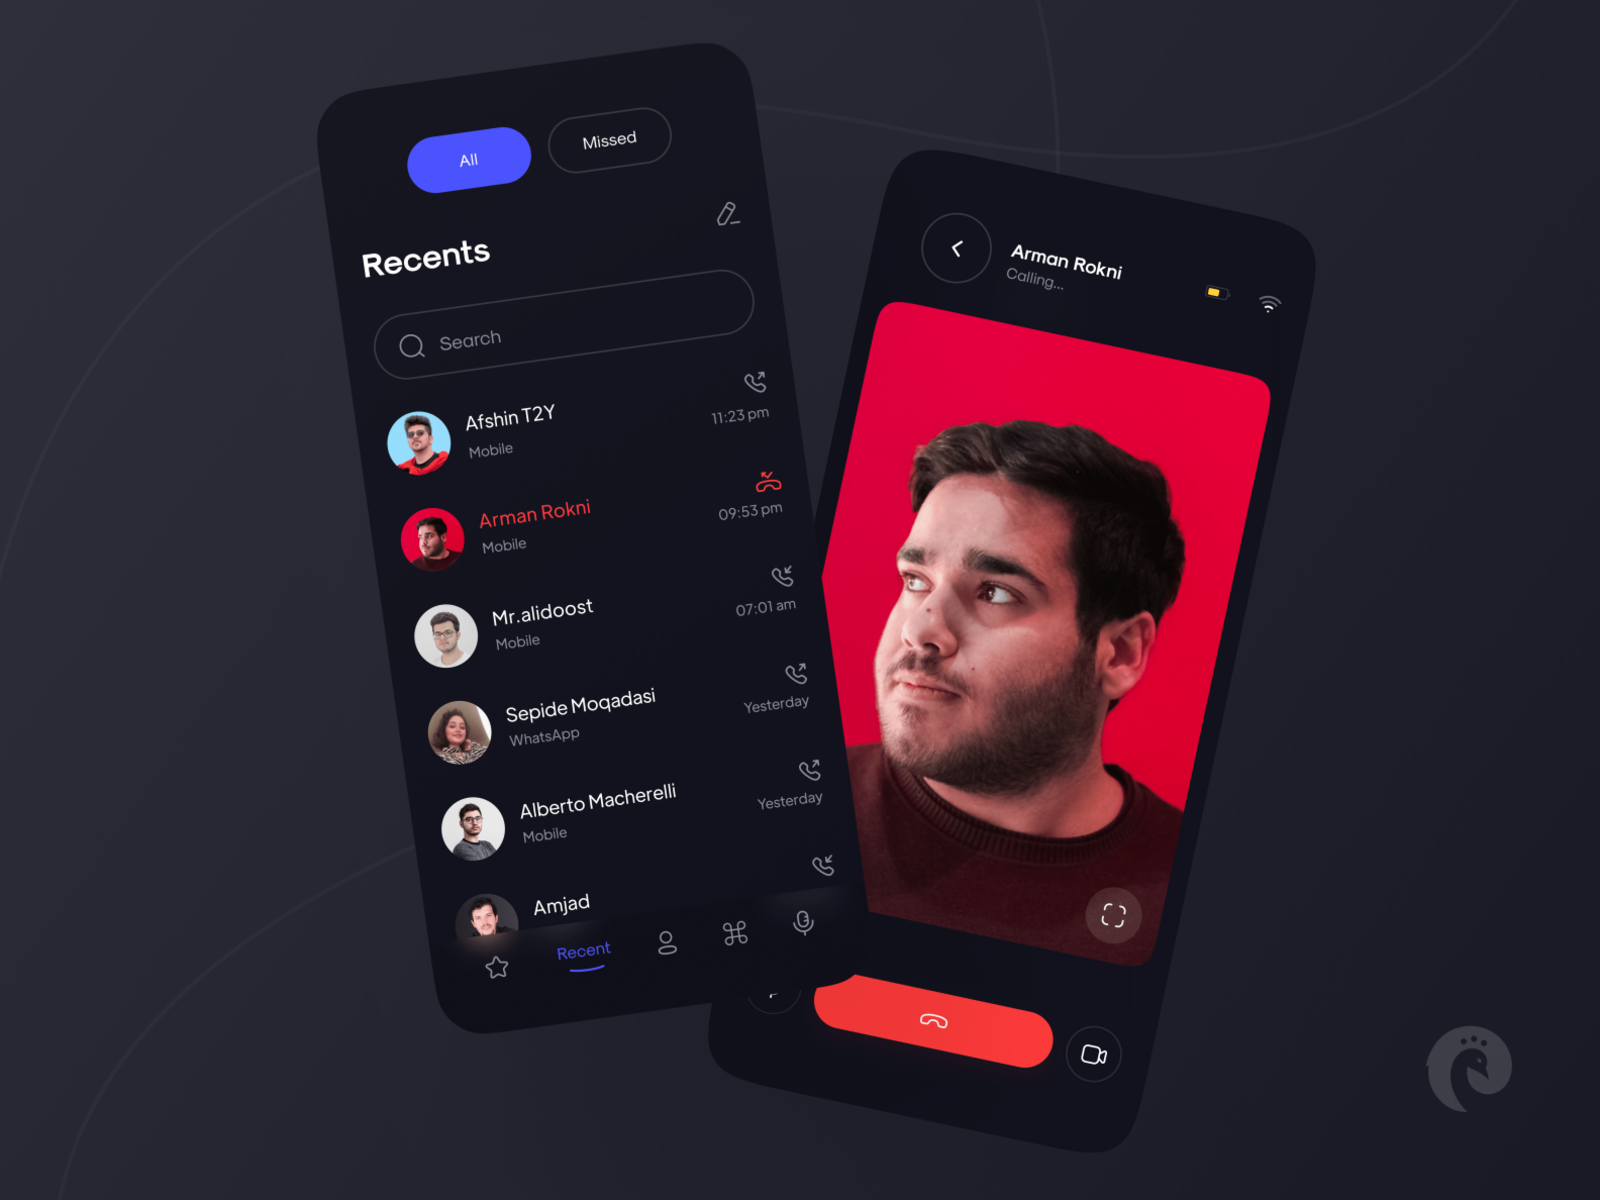 All
Missed
Recents
Search
Afshin T2Y
Mobile
11:23 pm
Arman Rokni
Mobile
09:53 pm
Mr.alidoost
Mobile
07:01 am
Sepide Moqadasi
WhatsApp
Yesterday
Alberto Macherelli
Mobile
Yesterday
Amjad
Recent
Arman Rokni
Calling...